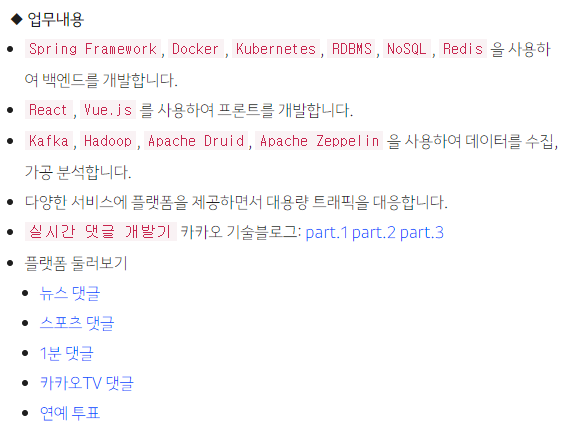 ◆ 업무내용
• Spring Framework, Docker, Kubernetes, RDBMS, NoSQL, Redis 을 사용하
여 백엔드를 개발합니다.
• React, Vue.js 를 사용하여 프론트를 개발합니다.
• Kafka, Hadoop, Apache Druid, Apache Zeppelin 을 사용하여 데이터를 수집,
가공 분석합니다.
• 다양한 서비스에 플랫폼을 제공하면서 대용량 트래픽을 대응합니다.
• 실시간 댓글 개발기 카카오 기술블로그: part.1 part.2 part.3
• 플랫폼 둘러보기
• 뉴스 댓글
• 스포츠 댓글
• 1분 댓글
• 카카오TV 댓글
• 연예 투표